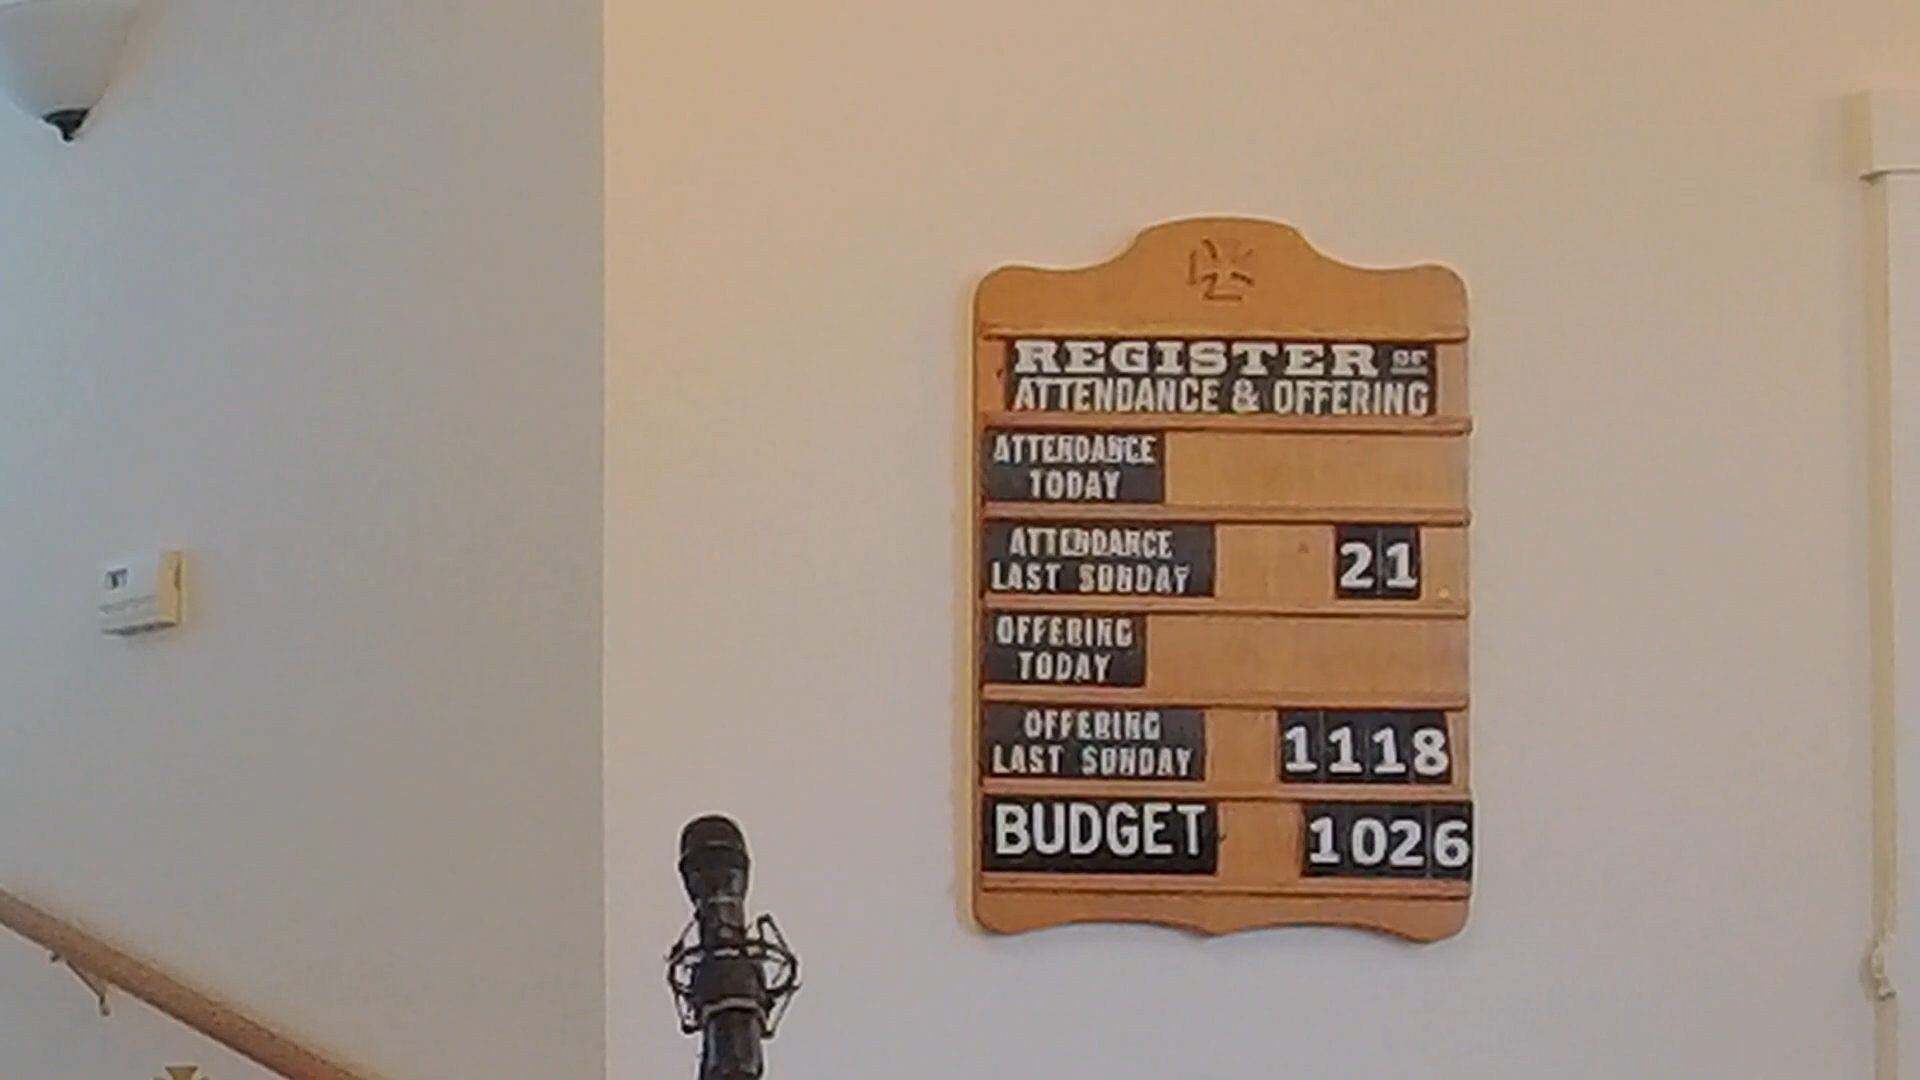 REGISTER OF
ATTENDANCE & OFFERING
ATTENDANCE
TODAY
ATTENDANCE
LAST SUNDAY
21
OFFERING
TODAY
OFFERING
LAST SUNDAY
1118
BUDGET
1026